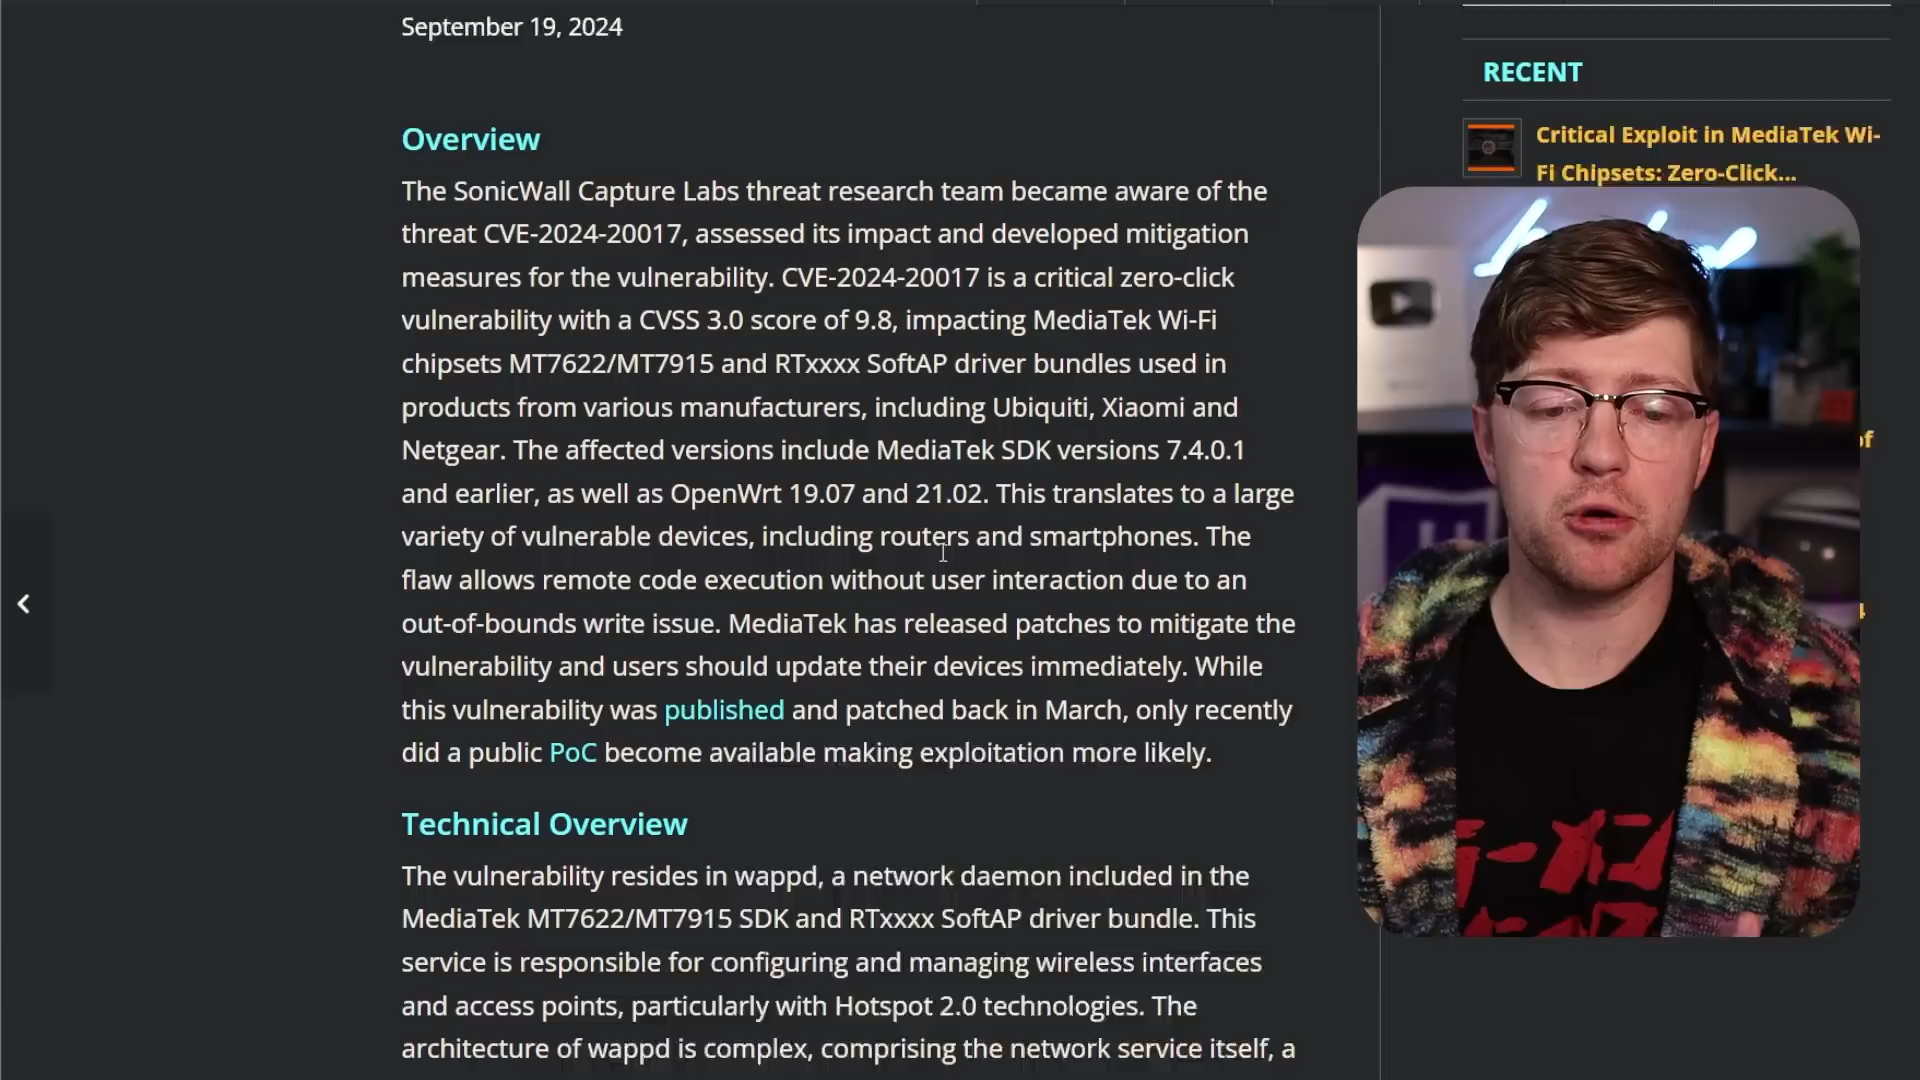 September 19, 2024
Overview
The SonicWall Capture Labs threat research team became aware of the
threat CVE-2024-20017, assessed its impact and developed mitigation
measures for the vulnerability. CVE-2024-20017 is a critical zero-click
vulnerability with a CVSS 3.0 score of 9.8, impacting MediaTek Wi-Fi
chipsets MT7622/MT7915 and RTxxxx SoftAP driver bundles used in
products from various manufacturers, including Ubiquiti, Xiaomi and
Netgear. The affected versions include MediaTek SDK versions 7.4.0.1
and earlier, as well as OpenWrt 19.07 and 21.02. This translates to a large
variety of vulnerable devices, including routers and smartphones. The
flaw allows remote code execution without user interaction due to an
out-of-bounds write issue. MediaTek has released patches to mitigate the
vulnerability and users should update their devices immediately. While
this vulnerability was published and patched back in March, only recently
did a public PoC become available making exploitation more likely.
Technical Overview
The vulnerability resides in wappd, a network daemon included in the
MediaTek MT7622/MT7915 SDK and RTxxxx SoftAP driver bundle. This
service is responsible for configuring and managing wireless interfaces
and access points, particularly with Hotspot 2.0 technologies. The
architecture of wappd is complex, comprising the network service itself, a
RECENT
Critical Exploit in MediaTek Wi-
Fi Chipsets: Zero-Click...
of
4